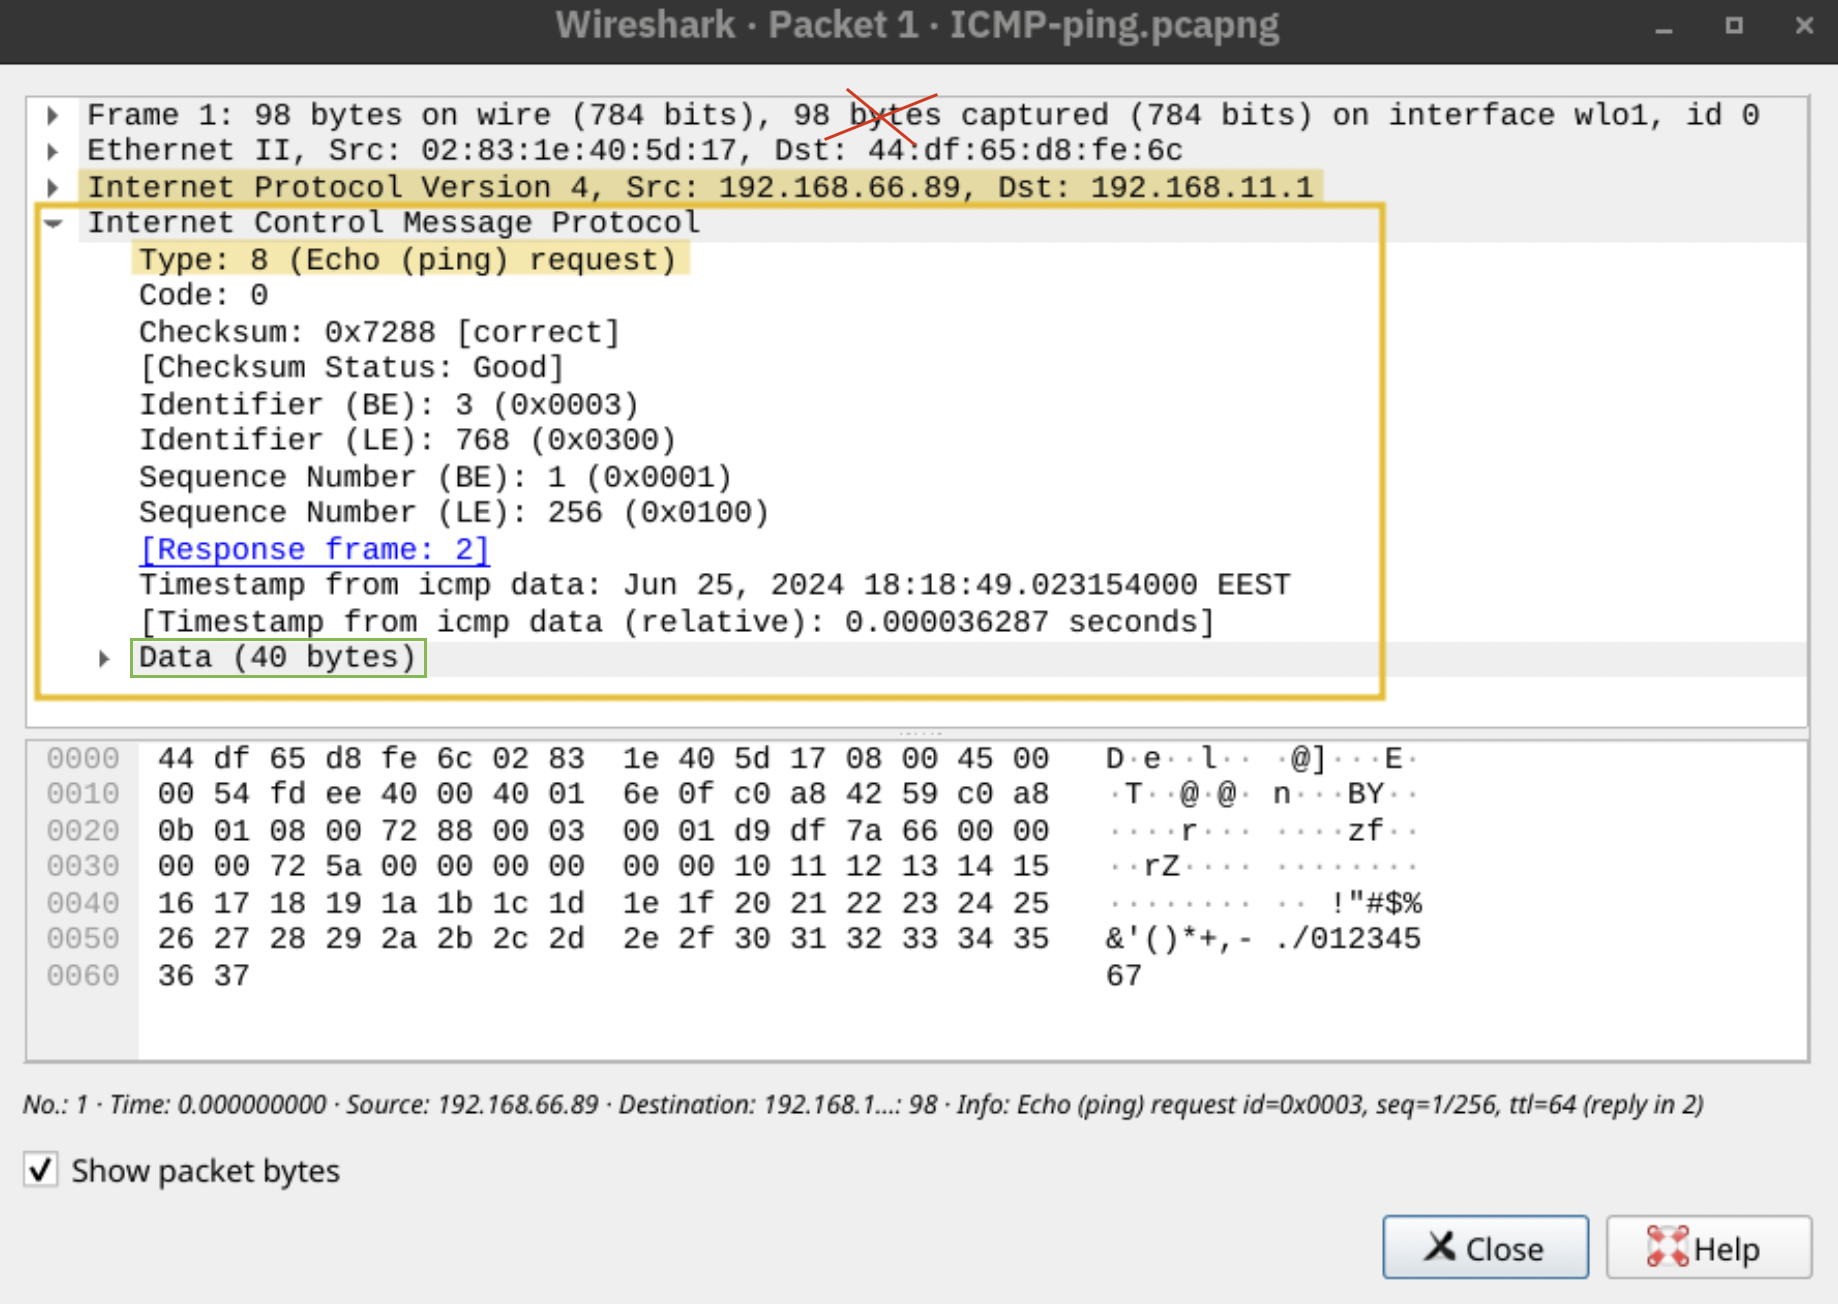 Wireshark · Packet 1 · ICMP-ping.pcapng
Frame 1: 98 bytes on wire (784 bits), 98 bytes captured (784 bits) on interface wlo1, id 0
Ethernet II, Src: 02:83:1e:40:5d:17, Dst: 44:df:65:d8:fe:6c
Internet Protocol Version 4, Src: 192.168.66.89, Dst: 192.168.11.1
Internet Control Message Protocol
Type: 8 (Echo (ping) request)
Code: 0
Checksum: 0x7288 [correct]
[Checksum Status: Good]
Identifier (BE): 3 (0x0003)
Identifier (LE): 768 (0x0300)
Sequence Number (BE): 1 (0x0001)
Sequence Number (LE): 256 (0x0100)
[Response frame: 2]
Timestamp from icmp data: Jun 25, 2024 18:18:49.023154000 EEST
[Timestamp from icmp data (relative): 0.000036287 seconds]
Data (40 bytes)
0000 44 df 65 d8 fe 6c 02 83 1e 40 5d 17 08 00 45 00 D·e··l·· ·@]···E·
0010 00 54 fd ee 40 00 40 01 6e 0f c0 a8 42 59 c0 a8 ·T··@·@· n···BY··
0020 0b 01 08 00 72 88 00 03 00 01 d9 df 7a 66 00 00 ····r··· ····zf··
0030 00 00 72 5a 00 00 00 00 00 00 10 11 12 13 14 15 ··rZ···· ········
0040 16 17 18 19 1a 1b 1c 1d 1e 1f 20 21 22 23 24 25 ········ ·· !"#$%
0050 26 27 28 29 2a 2b 2c 2d 2e 2f 30 31 32 33 34 35 &'()*+,- ./012345
0060 36 37 67
No.: 1 · Time: 0.000000000 · Source: 192.168.66.89 · Destination: 192.168.1...: 98 · Info: Echo (ping) request id=0x0003, seq=1/256, ttl=64 (reply in 2)
Show packet bytes
Close
Help